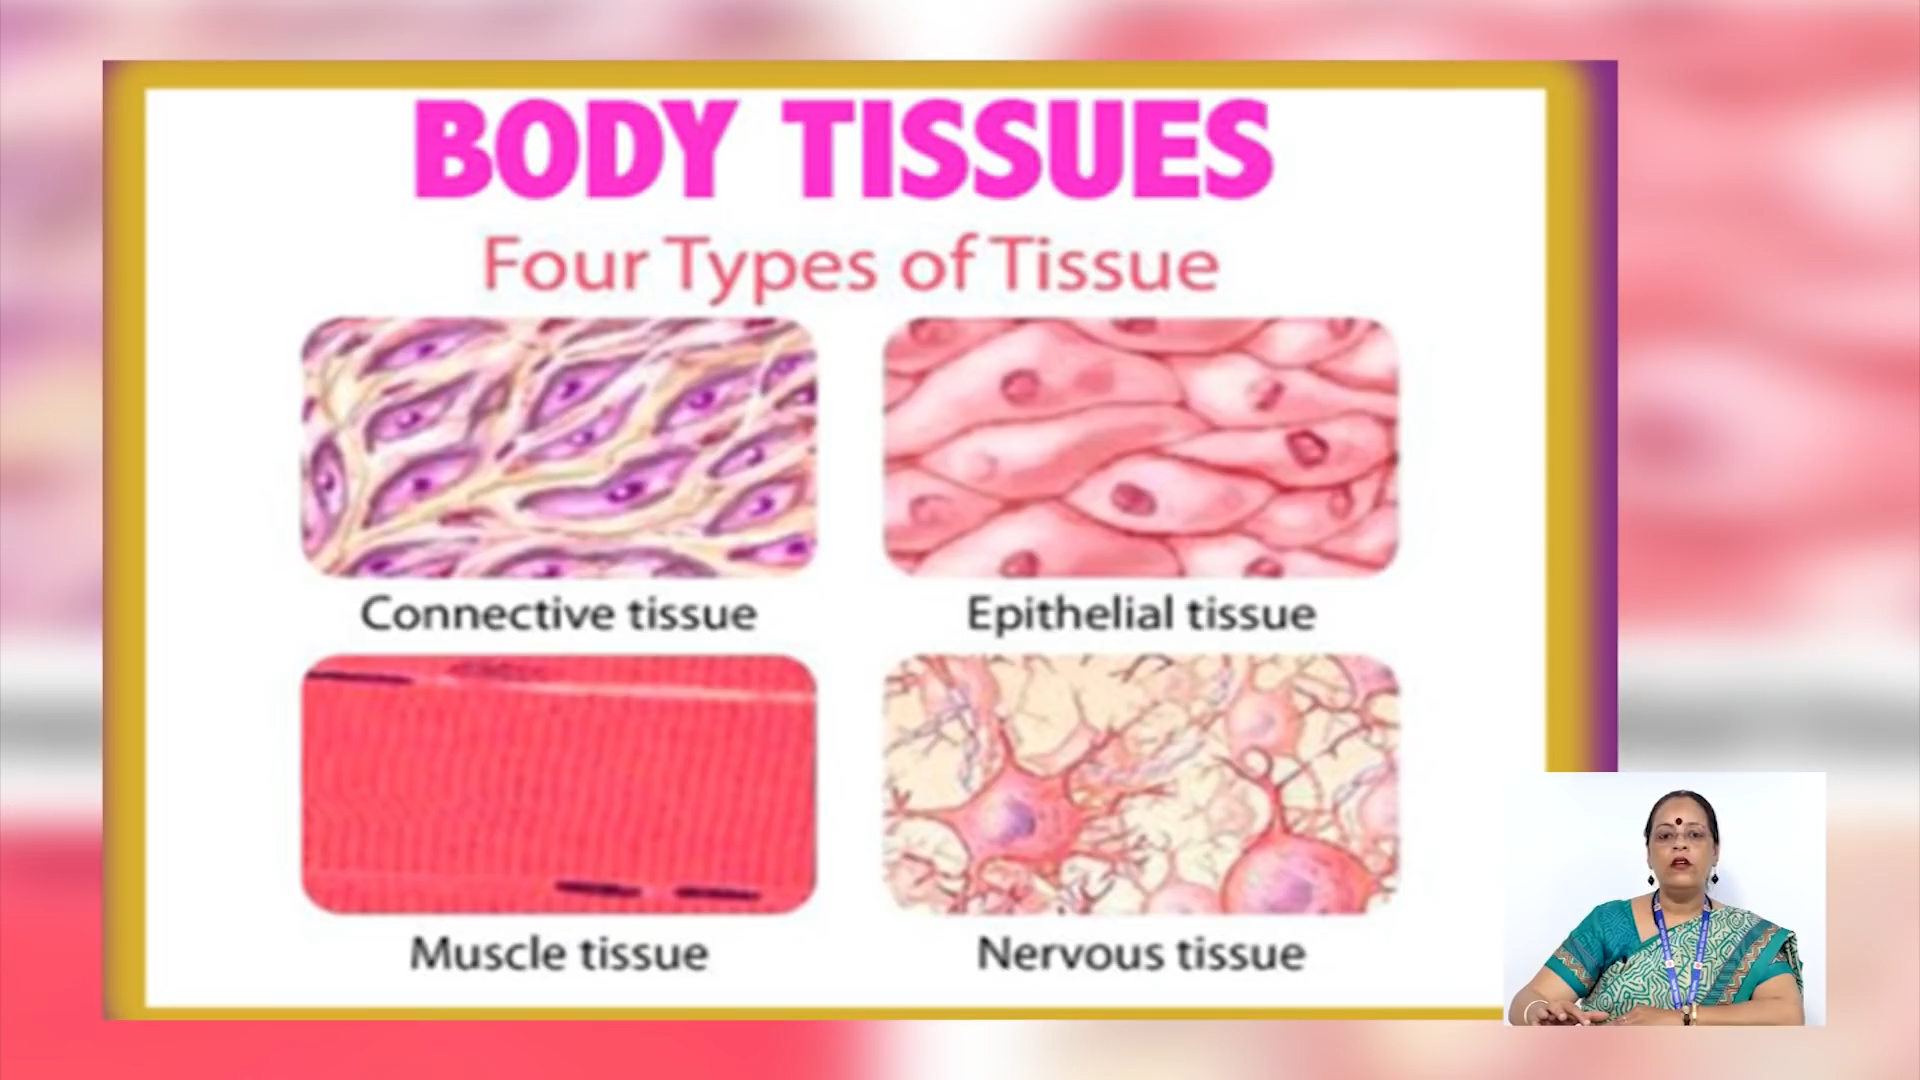 BODY TISSUES
Four Types of Tissue
Connective tissue
Epithelial tissue
Muscle tissue
Nervous tissue